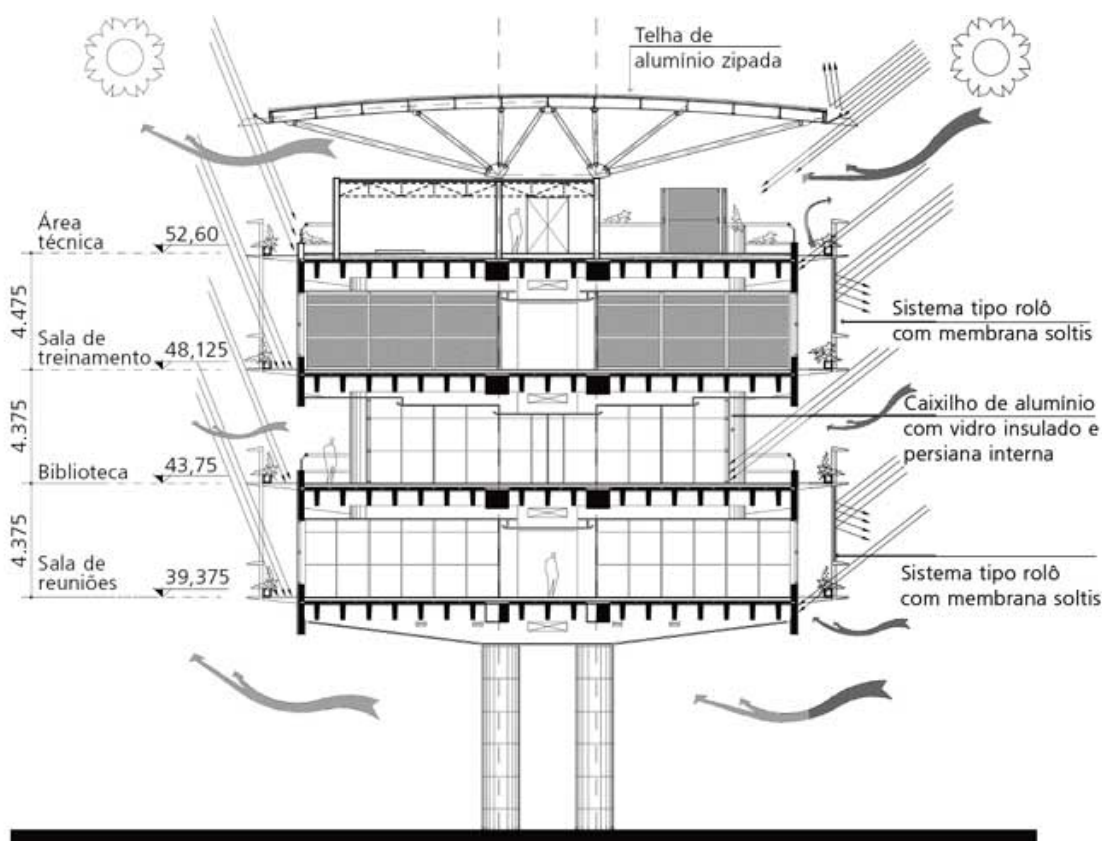 Telha de
alumínio zipada
Área
técnica
52,60
4.475
Sala de
treinamento
48,125
4.375
Biblioteca
43,75
4.375
Sala de
reuniões
39,375
Sistema tipo rolô
com membrana soltis
Caixilho de alumínio
com vidro insulado e
persiana interna
Sistema tipo rolô
com membrana soltis